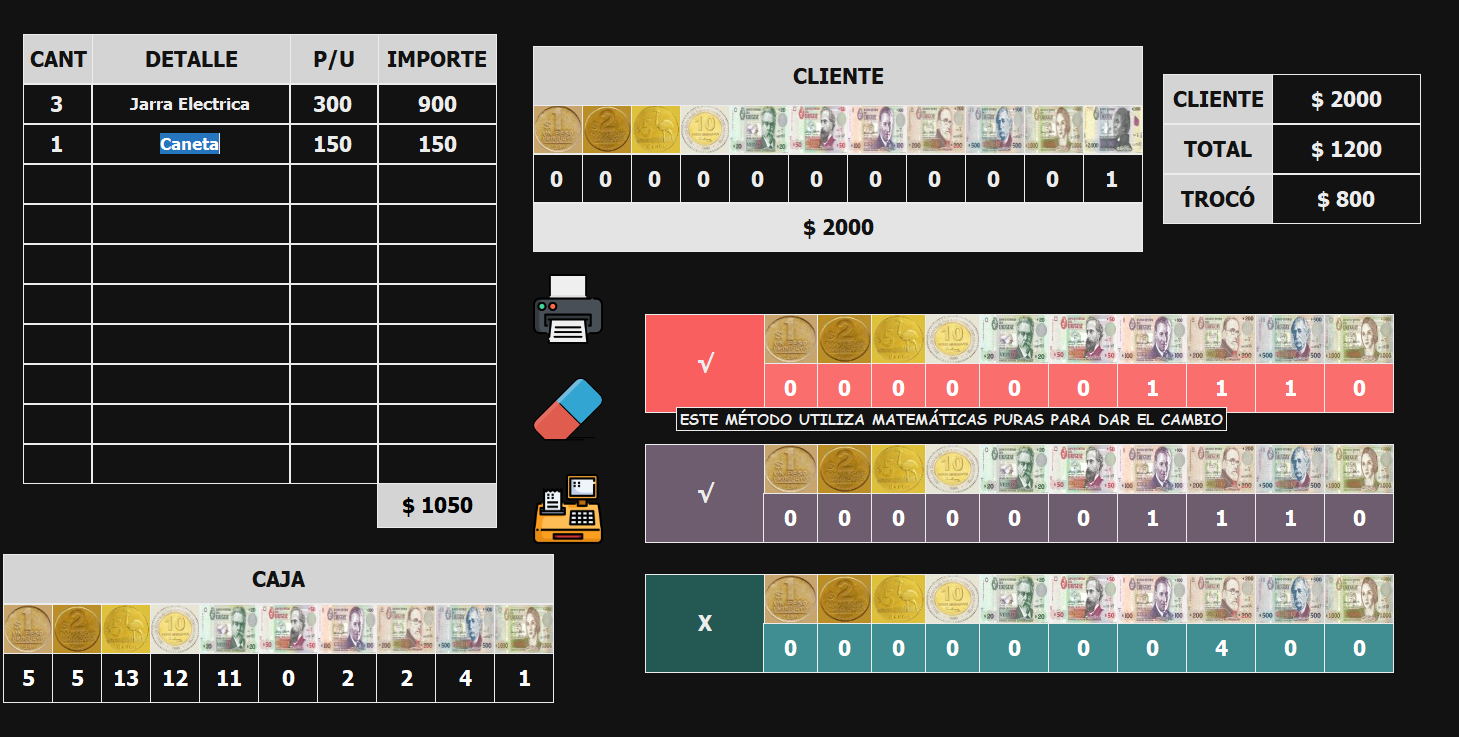 CANT DETALLE P/U IMPORTE
3 Jarra Electrica 300 900
1 Caneta 150 150
$ 1050
CLIENTE
0 0 0 0 0 0 0 0 0 0 1
$ 2000
CLIENTE $ 2000
TOTAL $ 1200
TROCÓ $ 800
√
0 0 0 0 0 0 1 1 1 0
ESTE MÉTODO UTILIZA MATEMÁTICAS PURAS PARA DAR EL CAMBIO
√
0 0 0 0 0 0 1 1 1 0
X
0 0 0 0 0 0 0 4 0 0
CAJA
5 5 13 12 11 0 2 2 4 1